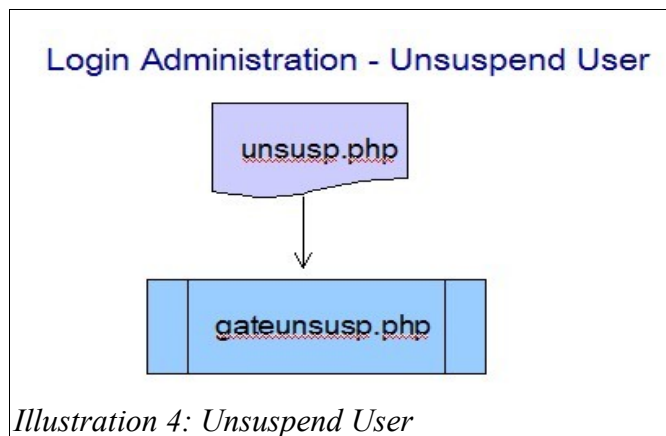 Login Administration - Unsuspend User
unsusp.php
gateunsusp.php
Illustration 4: Unsuspend User